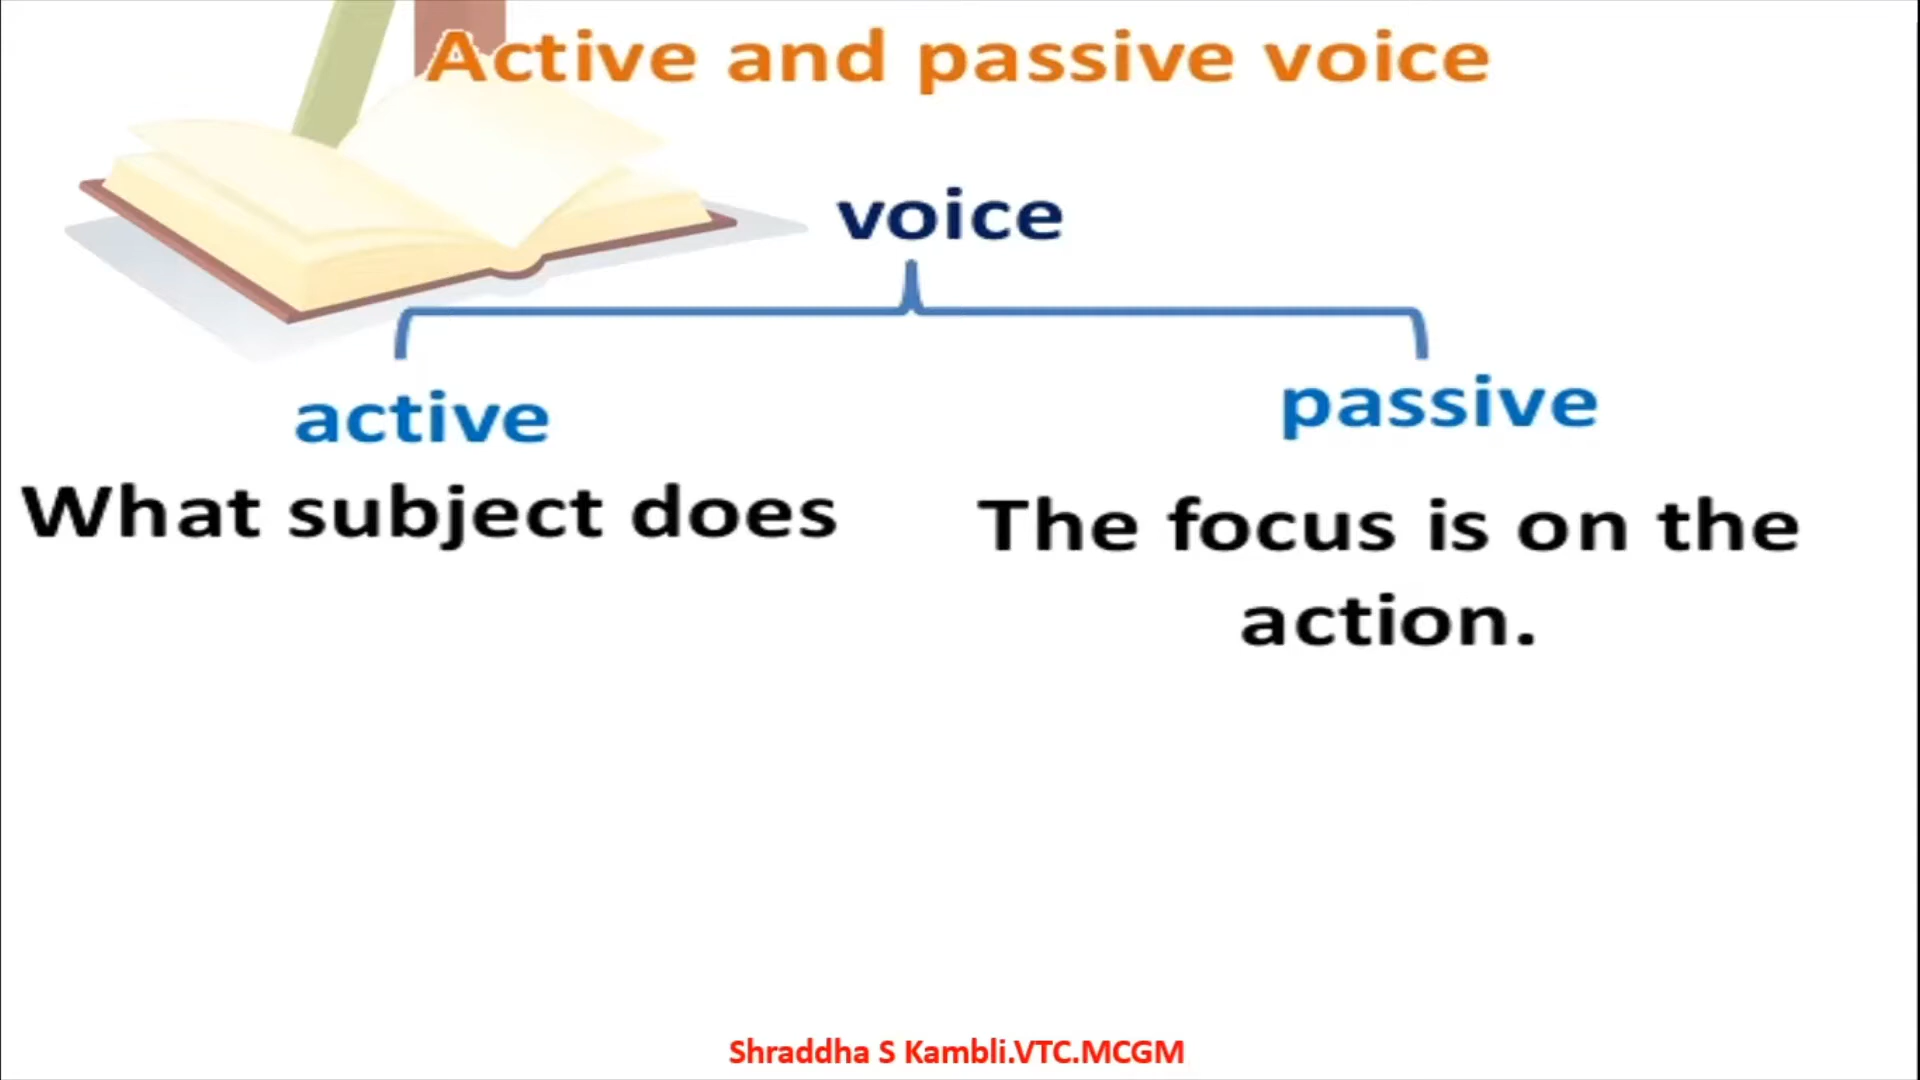 Active and passive voice
voice
active
passive
What subject does
The focus is on the
action.
Shraddha S Kambli.VTC.MCGM